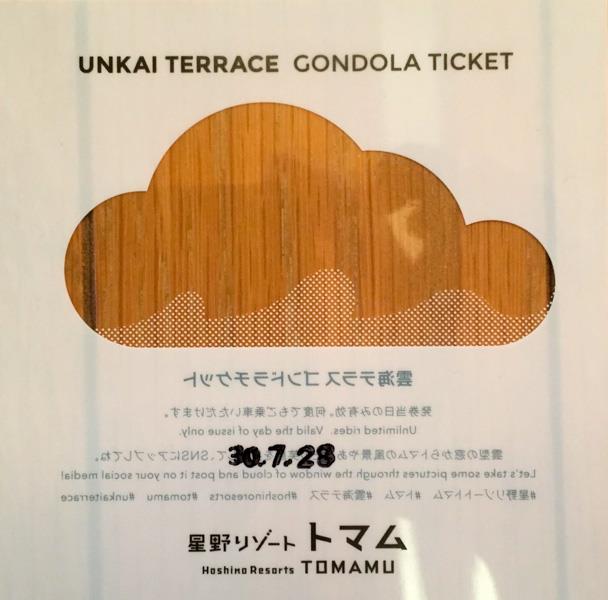 UNKAI TERRACE GONDOLA TICKET
雲海テラス ゴンドラチケット
発券当日のみ有効。何度でもご乗車いただけます。
Unlimited rides. Valid the day of issue only.
雲型の窓からトマムの風景やあ
て、SNSにアップしてね。
30.7.28
Let's take some pictures through the window of cloud and post it on your social media!
#星野リゾートトマム #トマム #雲海テラス #hoshinoresorts #tomamu #unkaiterrace
星野リゾート トマム
Hoshino Resorts TOMAMU